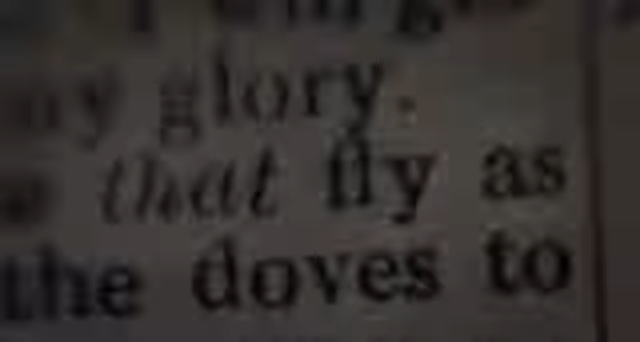 glory.
that fly as
the doves to